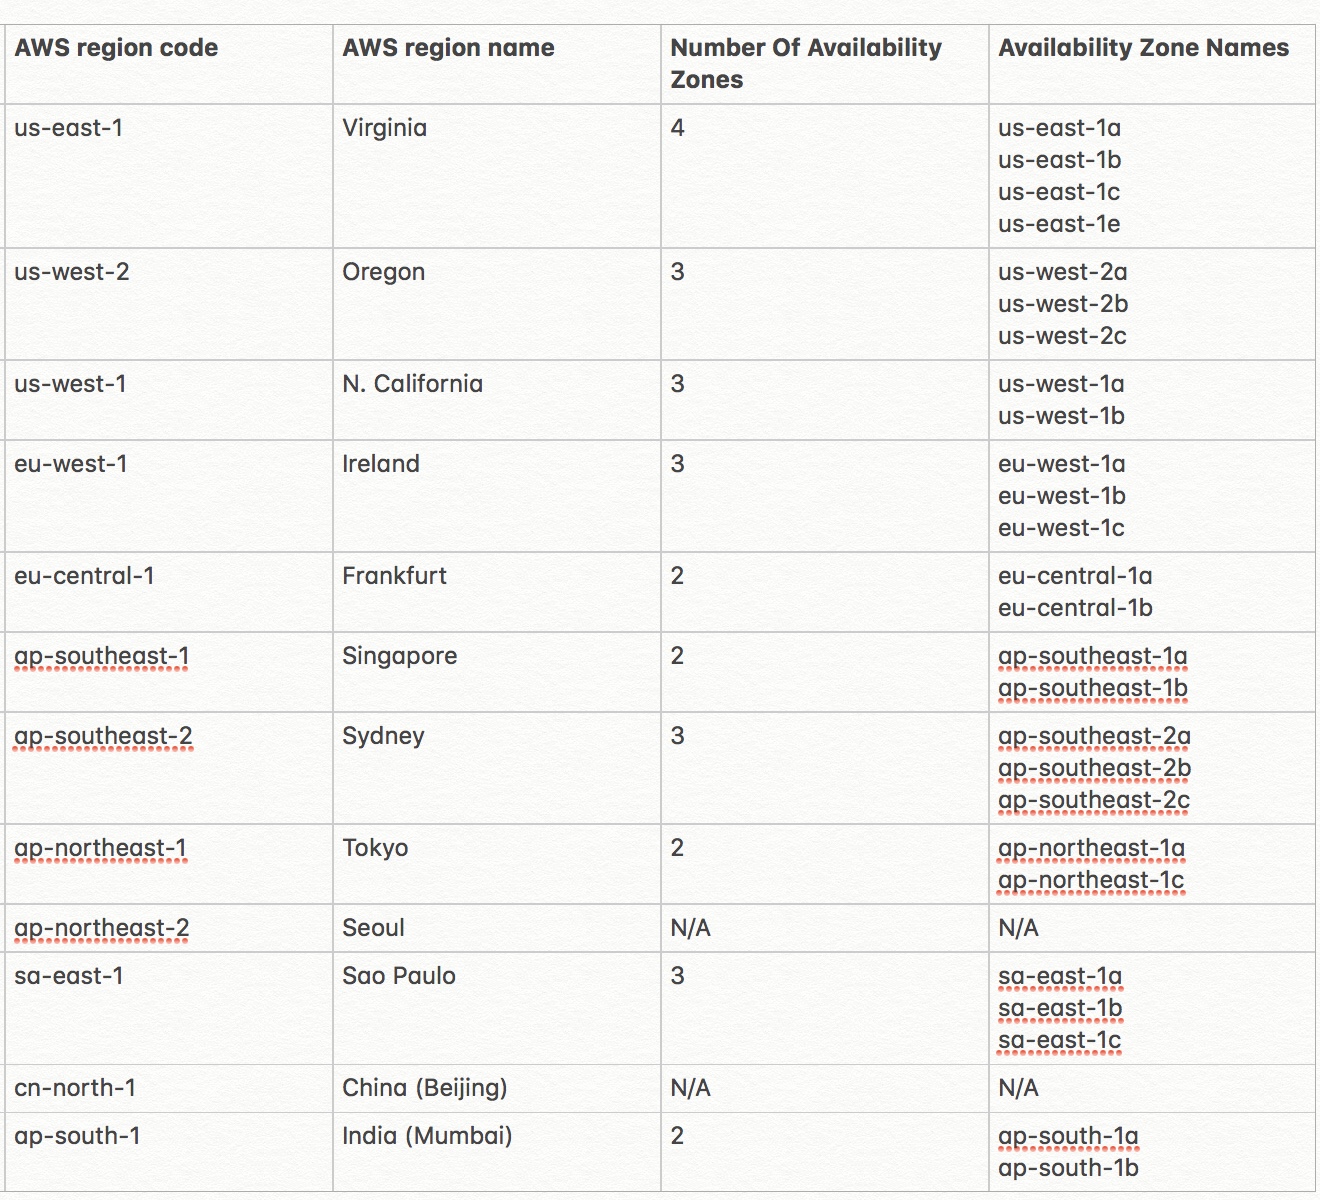 AWS region code AWS region name Number Of Availability Zones Availability Zone Names
us-east-1 Virginia 4 us-east-1a
us-east-1b
us-east-1c
us-east-1e
us-west-2 Oregon 3 us-west-2a
us-west-2b
us-west-2c
us-west-1 N. California 3 us-west-1a
us-west-1b
eu-west-1 Ireland 3 eu-west-1a
eu-west-1b
eu-west-1c
eu-central-1 Frankfurt 2 eu-central-1a
eu-central-1b
ap-southeast-1 Singapore 2 ap-southeast-1a
ap-southeast-1b
ap-southeast-2 Sydney 3 ap-southeast-2a
ap-southeast-2b
ap-southeast-2c
ap-northeast-1 Tokyo 2 ap-northeast-1a
ap-northeast-1c
ap-northeast-2 Seoul N/A N/A
sa-east-1 Sao Paulo 3 sa-east-1a
sa-east-1b
sa-east-1c
cn-north-1 China (Beijing) N/A N/A
ap-south-1 India (Mumbai) 2 ap-south-1a
ap-south-1b